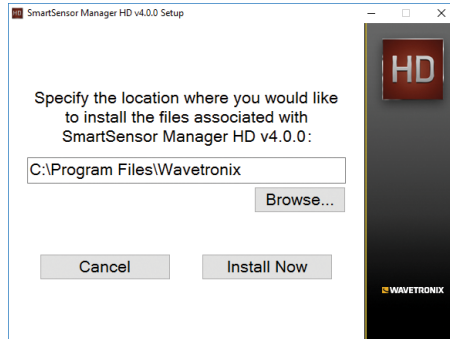 SmartSensor Manager HD v4.0.0 Setup
HD
Specify the location where you would like
to install the files associated with
SmartSensor Manager HD v4.0.0:
C:\Program Files\Wavetronix
Browse...
Cancel
Install Now
WAVETRONIX